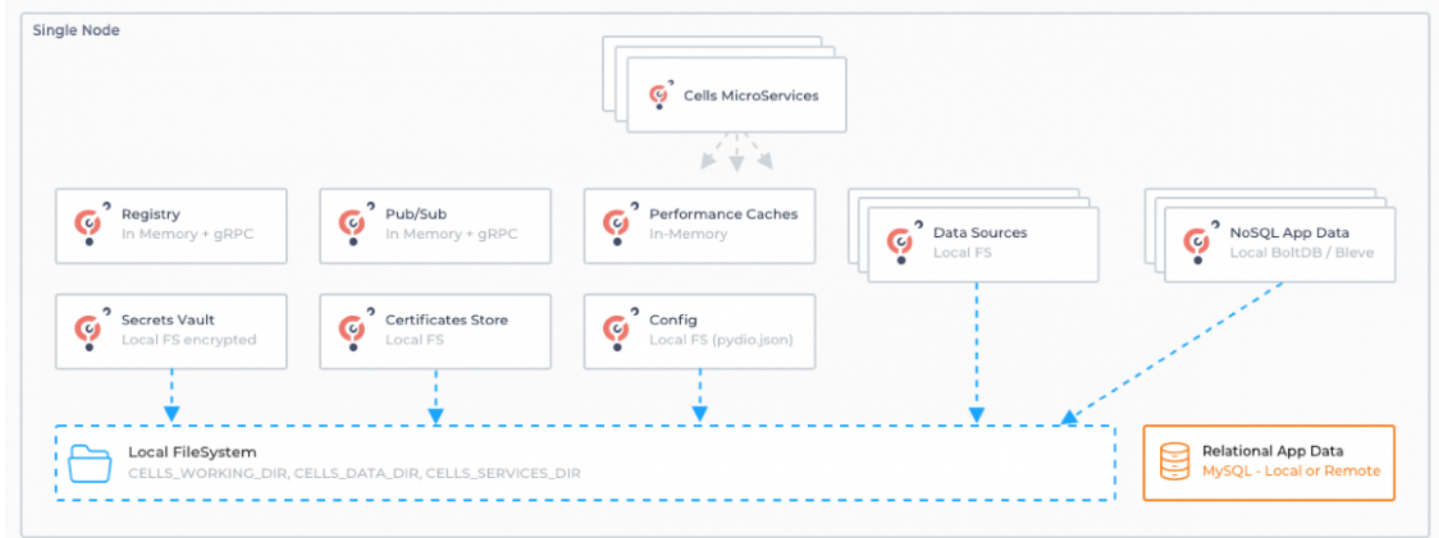 Single Node
Cells MicroServices
Registry
In Memory + gRPC
Pub/Sub
In Memory + gRPC
Performance Caches
In-Memory
Data Sources
Local FS
NoSQL App Data
Local BoltDB / Bleve
Secrets Vault
Local FS encrypted
Certificates Store
Local FS
Config
Local FS (pydio.json)
Local FileSystem
CELLS_WORKING_DIR, CELLS_DATA_DIR, CELLS_SERVICES_DIR
Relational App Data
MySQL - Local or Remote